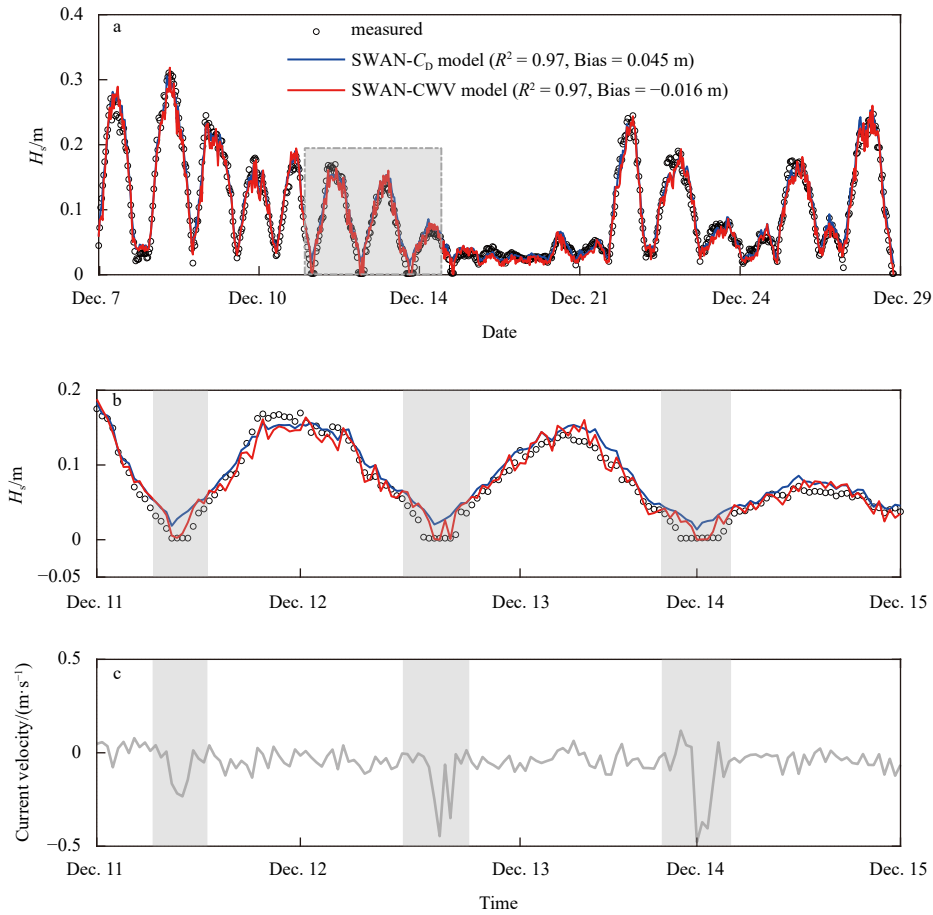 0.4
a
measured
SWAN-C_D model (R² = 0.97, Bias = 0.045 m)
SWAN-CWV model (R² = 0.97, Bias = −0.016 m)
0.3
0.2
0.1
0
H_s/m
Dec. 7 Dec. 10 Dec. 14 Dec. 21 Dec. 24 Dec. 29
Date
0.2
b
0.1
0
−0.05
H_s/m
Dec. 11 Dec. 12 Dec. 13 Dec. 14 Dec. 15
0.5
c
0
−0.5
Current velocity/(m·s⁻¹)
Dec. 11 Dec. 12 Dec. 13 Dec. 14 Dec. 15
Time